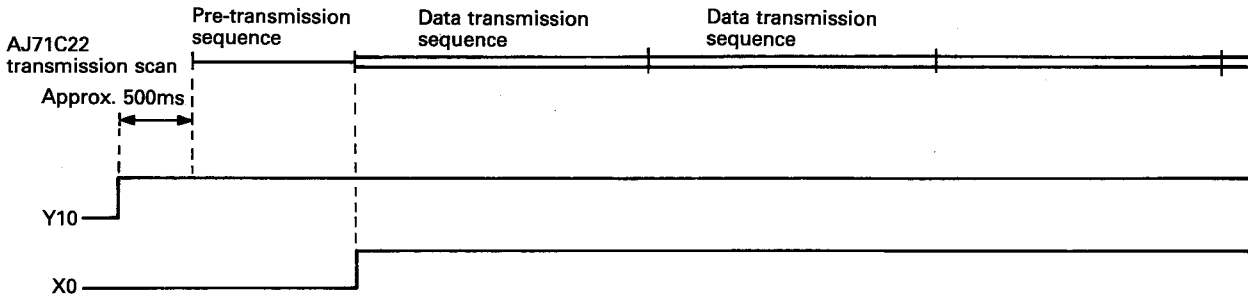 Pre-transmission
sequence
Data transmission
sequence
Data transmission
sequence
AJ71C22
transmission scan
Approx. 500ms
Y10
X0